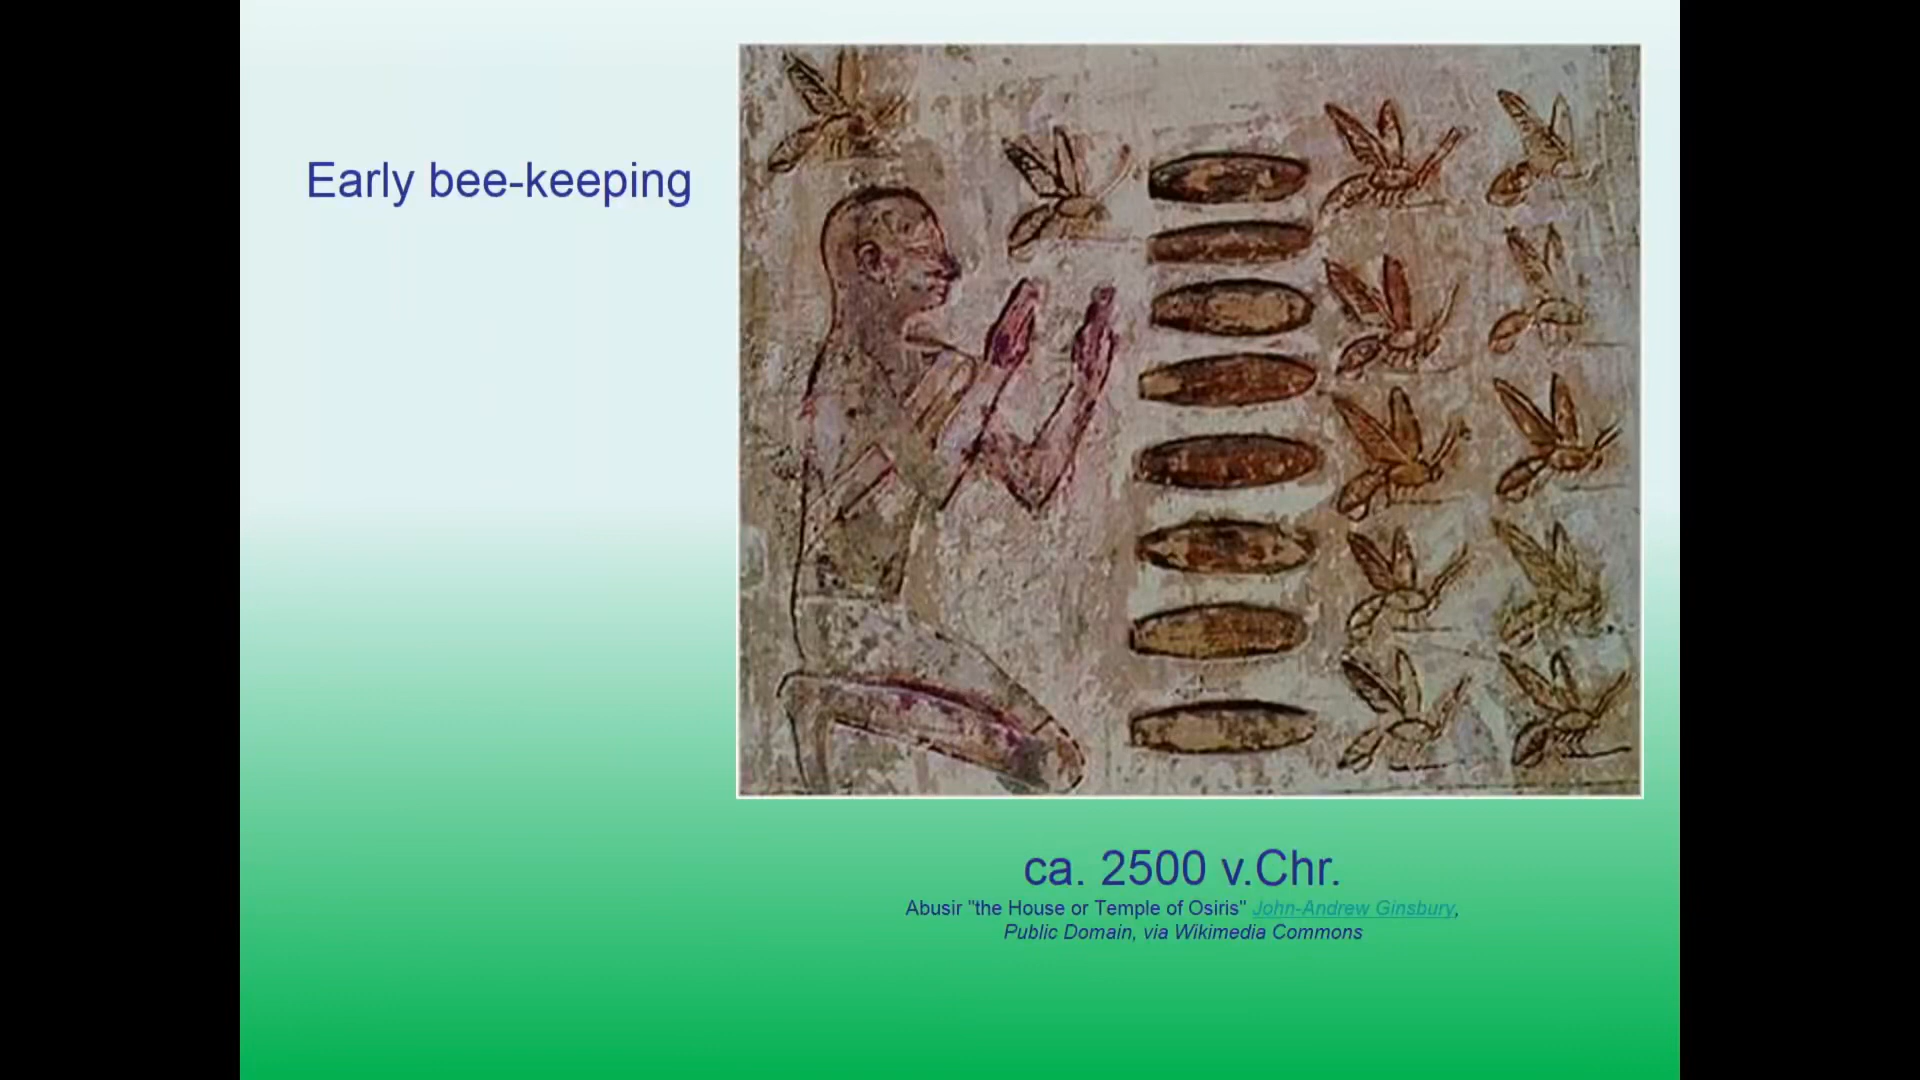 Early bee-keeping
ca. 2500 v.Chr.
Abusir "the House or Temple of Osiris" John-Andrew Ginsbury,
Public Domain, via Wikimedia Commons